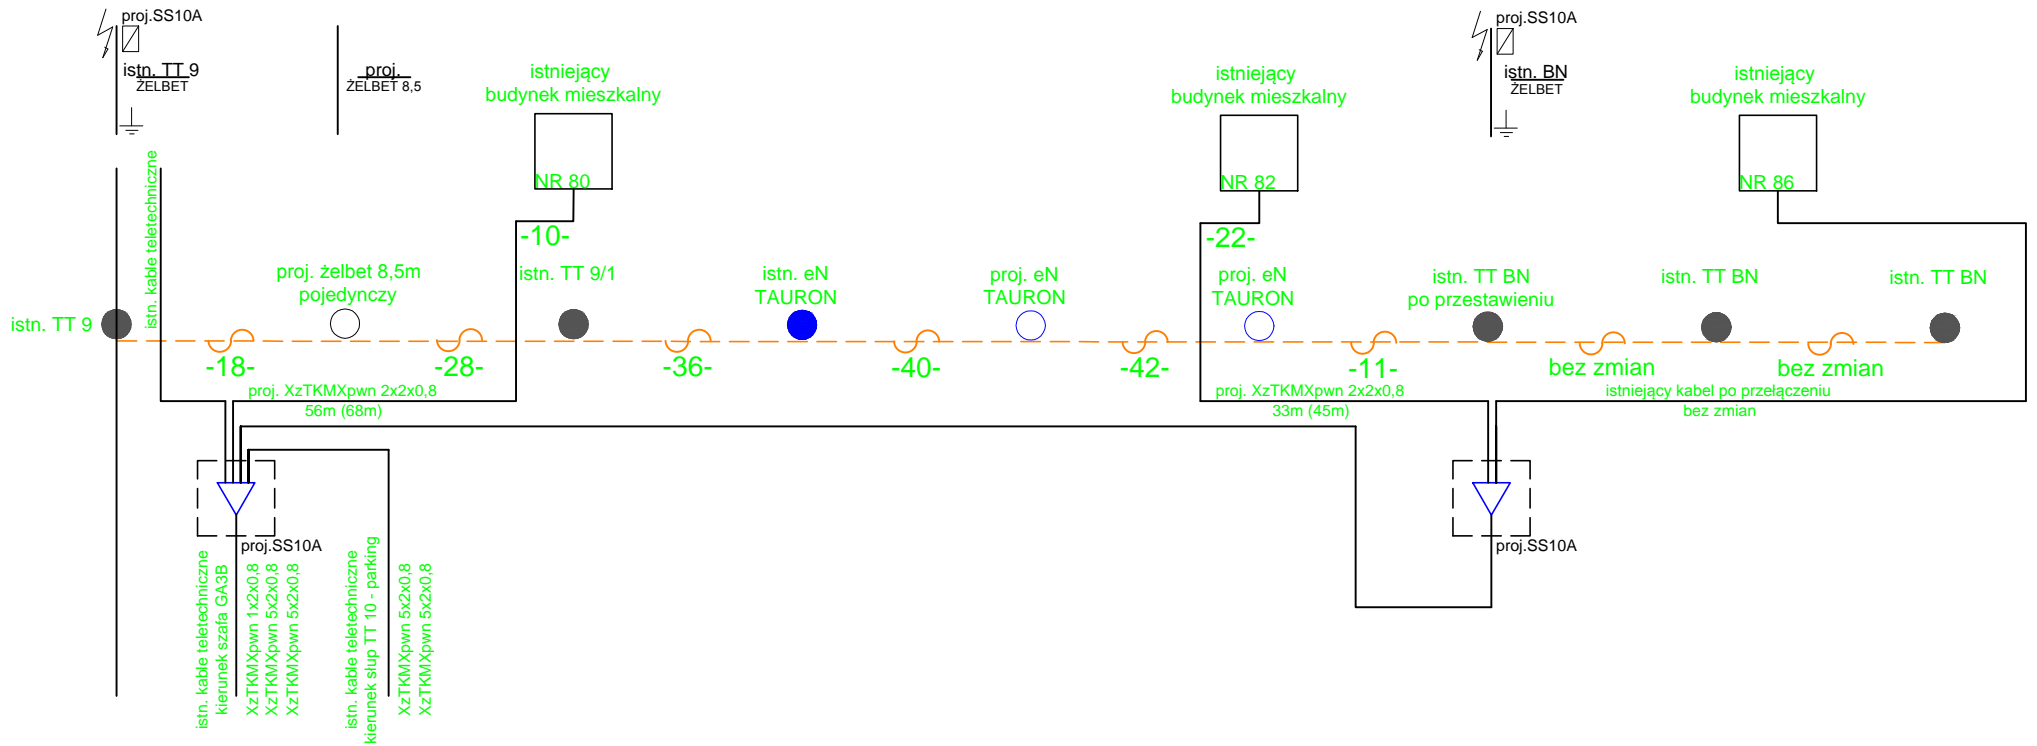 proj.SS10A
istn. TT 9
ŻELBET
proj.
ŻELBET 8,5
istniejący
budynek mieszkalny
NR 80
istniejący
budynek mieszkalny
NR 82
proj.SS10A
istn. BN
ŻELBET
istniejący
budynek mieszkalny
NR 86
istn. kable teletechniczne
-10-
-22-
istn. TT 9
proj. żelbet 8,5m
pojedynczy
istn. TT 9/1
istn. eN
TAURON
proj. eN
TAURON
proj. eN
TAURON
istn. TT BN
po przestawieniu
istn. TT BN
istn. TT BN
-18-
-28-
-36-
-40-
-42-
-11-
bez zmian
bez zmian
proj. XzTKMXpwn 2x2x0,8
56m (68m)
proj. XzTKMXpwn 2x2x0,8
33m (45m)
istniejący kabel po przełączeniu
bez zmian
proj.SS10A
proj.SS10A
istn. kable teletechniczne
kierunek szafa GA3B
XzTKMXpwn 1x2x0,8
XzTKMXpwn 5x2x0,8
XzTKMXpwn 5x2x0,8
istn. kable teletechniczne
kierunek słup TT 10 - parking
XzTKMXpwn 5x2x0,8
XzTKMXpwn 5x2x0,8